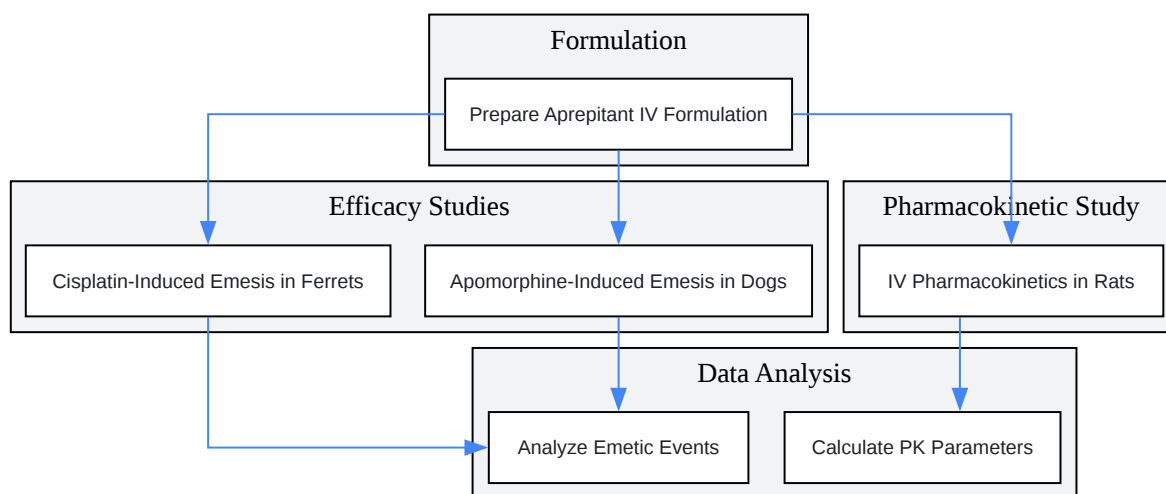 Formulation
Prepare Aprepitant IV Formulation
Efficacy Studies
Pharmacokinetic Study
Cisplatin-Induced Emesis in Ferrets
Apomorphine-Induced Emesis in Dogs
IV Pharmacokinetics in Rats
Data Analysis
Analyze Emetic Events
Calculate PK Parameters